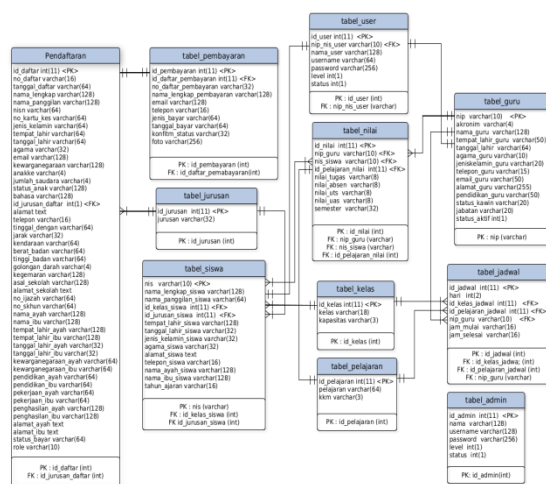 Pendaftaran
id_daftar int(11) <PK>
no_daftar varchar(16)
tanggal_daftar varchar(64)
nama_lengkap varchar(128)
nama_panggilan varchar(128)
nisn varchar(64)
no_kartu_kes varchar(64)
jenis_kelamin varchar(64)
tempat_lahir varchar(64)
tanggal_lahir varchar(64)
agama varchar(32)
email varchar(128)
kewarganegaraan varchar(64)
anakke varchar(4)
jumlah_saudara varchar(4)
status_anak varchar(128)
bahasa varchar(128)
id_jurusan_daftar int(1) <FK>
alamat text
telepon varchar(16)
tinggal_dengan varchar(64)
jarak varchar(32)
kendaraan varchar(64)
berat_badan varchar(64)
tinggi_badan varchar(64)
golongan_darah varchar(4)
kegemaran varchar(128)
asal_sekolah varchar(128)
alamat_sekolah text
no_ijazah varchar(64)
no_skhun varchar(64)
nama_ayah varchar(128)
nama_ibu varchar(128)
tempat_lahir_ayah varchar(128)
tempat_lahir_ibu varchar(128)
tanggal_lahir_ayah varchar(32)
tanggal_lahir_ibu varchar(32)
kewarganegaraan_ayah varchar(64)
kewarganegaraan_ibu varchar(64)
pendidikan_ayah varchar(64)
pendidikan_ibu varchar(64)
pekerjaan_ayah varchar(64)
pekerjaan_ibu varchar(64)
penghasilan_ayah varchar(128)
penghasilan_ibu varchar(128)
alamat_ayah text
alamat_ibu text
status_bayar varchar(64)
role varchar(10)
PK : id_daftar (int)
FK : id_jurusan_daftar (int)
tabel_pembayaran
id_pembayaran int(11) <PK>
id_daftar_pembayaran int(11) <FK>
no_daftar_pembayaran varchar(32)
nama_lengkap_pembayaran varchar(128)
email varchar(128)
telepon varchar(16)
jenis_bayar varchar(64)
tanggal_bayar varchar(64)
konfirm_status varchar(32)
foto varchar(256)
PK : id_pembayaran (int)
FK : id_daftar_pembayaran(int)
tabel_jurusan
id_jurusan int(11) <PK>
jurusan varchar(32)
PK : id_jurusan (int)
tabel_siswa
nis varchar(10) <PK>
nama_lengkap_siswa varchar(128)
nama_panggilan_siswa varchar(64)
id_kelas_siswa int(11) <FK>
id_jurusan_siswa int(11) <FK>
tempat_lahir_siswa varchar(128)
tanggal_lahir_siswa varchar(32)
jenis_kelamin_siswa varchar(64)
agama_siswa varchar(32)
alamat_siswa text
telepon_siswa varchar(16)
nama_ayah_siswa varchar(128)
nama_ibu_siswa varchar(128)
tahun_ajaran varchar(16)
PK : nis (varchar)
FK : id_kelas_siswa (int)
FK id_jurusan_siswa (int)
tabel_user
id_user int(11) <PK>
nip_nis_user varchar(10) <FK>
nama_user varchar(128)
username varchar(64)
password varchar(256)
level int(1)
status int(1)
PK : id_user (int)
FK : nip_nis_user (varchar)
tabel_nilai
id_nilai int(11) <PK>
nip_guru varchar(10) <FK>
nis_siswa varchar(10) <FK>
id_pelajaran_nilai int(11) <FK>
nilai_tugas varchar(8)
nilai_absen varchar(8)
nilai_uts varchar(8)
nilai_uas varchar(8)
semester varchar(32)
PK : id_nilai (int)
FK : nip_guru (varchar)
FK : nis_siswa (varchar)
FK : id_pelajaran_nilai (int)
tabel_kelas
id_kelas int(11) <PK>
kelas varchar(18)
kapasitas varchar(3)
PK : id_kelas (int)
tabel_pelajaran
id_pelajaran int(11) <PK>
pelajaran varchar(64)
kkm varchar(3)
PK : id_pelajaran (int)
tabel_guru
nip varchar(10) <PK>
akronim varchar(4)
nama_guru varchar(128)
tempat_lahir_guru varchar(50)
tanggal_lahir varchar(64)
agama_guru varchar(10)
jeniskelamin_guru varchar(20)
telepon_guru varchar(15)
email_guru varchar(50)
alamat_guru varchar(255)
pendidikan_guru varchar(50)
status_kawin varchar(20)
jabatan varchar(20)
status_aktif int(1)
PK : nip (varchar)
tabel_jadwal
id_jadwal int(11) <PK>
hari int(2)
id_kelas_jadwal int(11) <FK>
id_pelajaran_jadwal int(11) <FK>
nip_guru varchar(10) <FK>
jam_mulai varchar(16)
jam_selesai varchar(16)
PK : id_jadwal (int)
FK : id_kelas_jadwa; (int)
FK : id_pelajaran_jadwal (int)
FK : nip_guru (varchar)
tabel_admin
id_admin int(11) <PK>
nama varchar(128)
username varchar(128)
password varchar(256)
level int(1)
status int(1)
PK : id_admin(int)